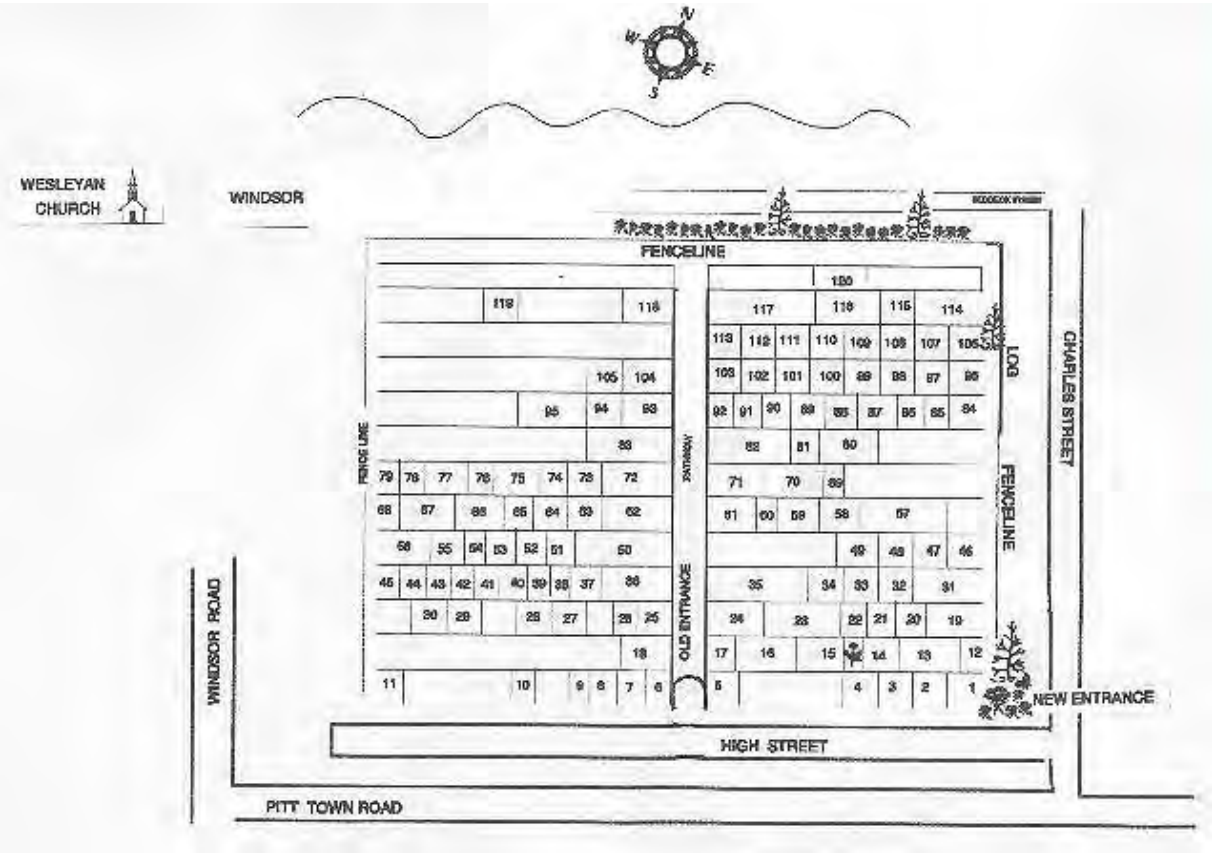 N
W
E
S
WESLEYAN
CHURCH
WINDSOR
FENCELINE
120
119 118 117 116 115 114
113 112 111 110 109 108 107 106
105 104 103 102 101 100 99 98 97 96
95 94 93 92 91 90 89 88 87 86 85 84
83 82 81 80
79 78 77 76 75 74 73 72 71 70 69
68 67 66 65 64 63 62 61 60 59 58 57
56 55 54 53 52 51 50 49 48 47 46
45 44 43 42 41 40 39 38 37 36 35 34 33 32 31
30 29 28 27 26 25 24 23 22 21 20 19
18 17 16 15 14 13 12
11 10 9 8 7 6 5 4 3 2 1
FENCE LINE
PATHWAY
OLD ENTRANCE
LOG
FENCELINE
CHARLES STREET
WINDSOR ROAD
NEW ENTRANCE
HIGH STREET
PITT TOWN ROAD